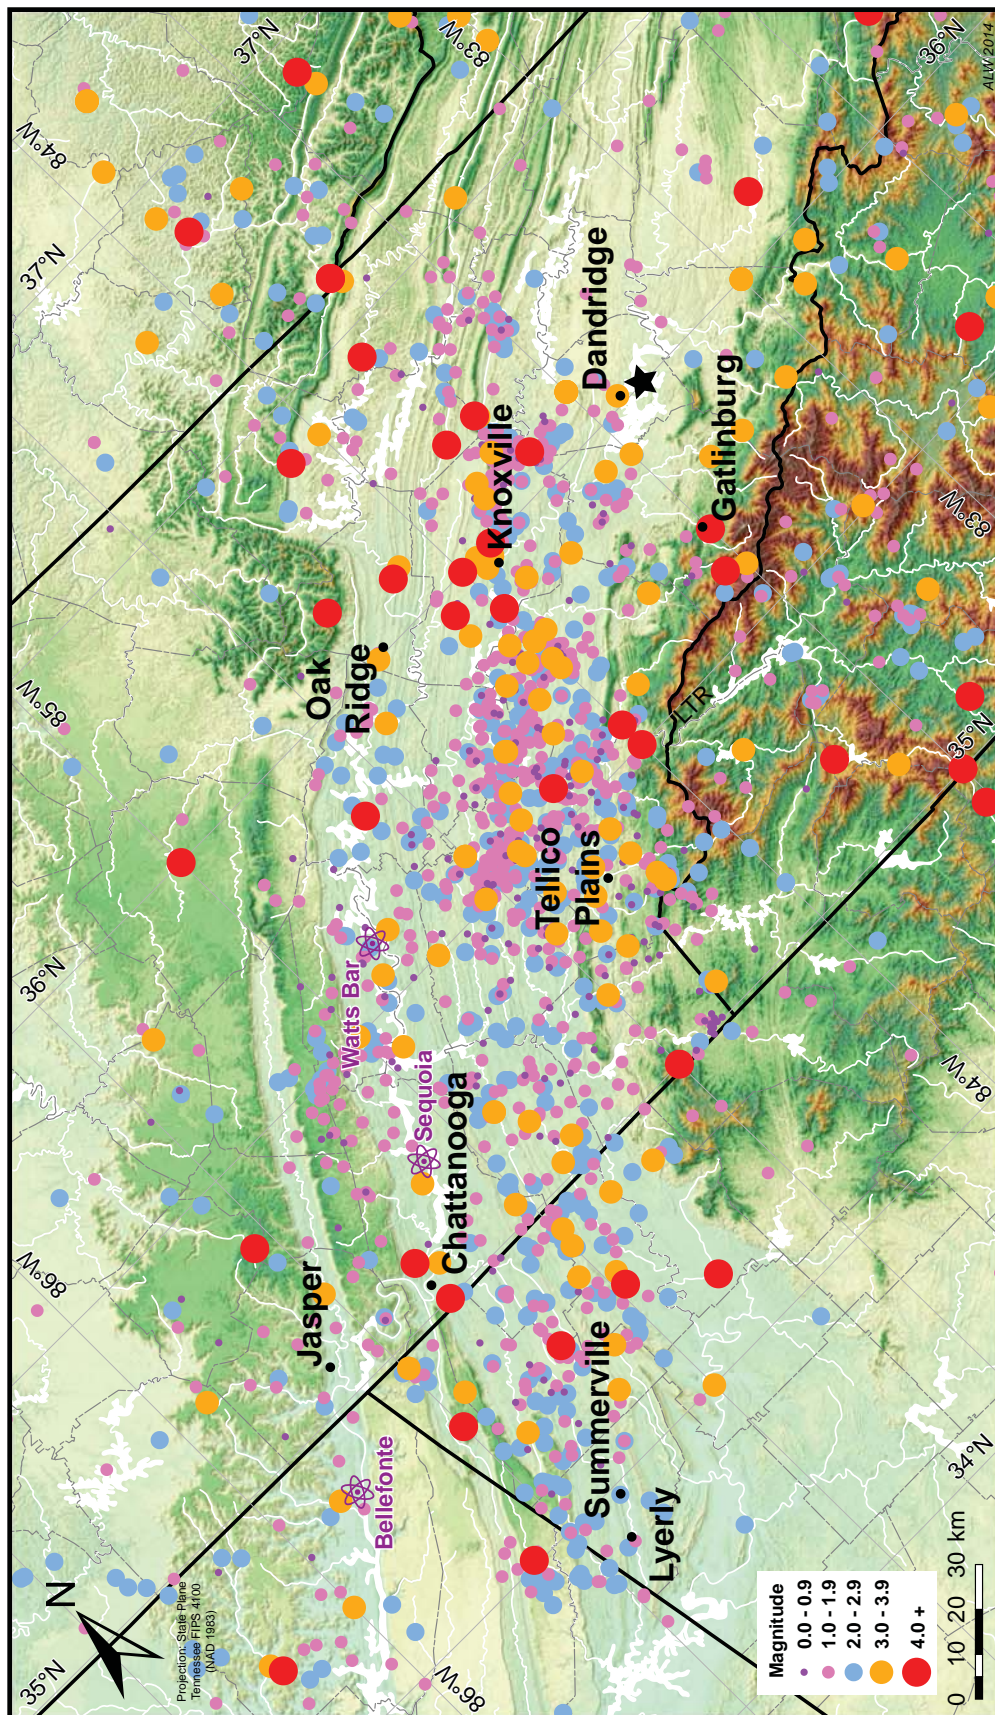 37°N
84°W
37°N
83°W
36°N
ALW 2014
Dandridge
Knoxville
Gatlinburg
83°W
Oak
Ridge
85°W
LTR
35°N
Tellico
Plains
36°N
Watts Bar
Sequoia
Chattanooga
84°W
86°W
Jasper
Summerville
Bellefonte
Lyerly
34°N
N
Projection: State Plane
Tennessee FIPS 4100
(NAD 1983)
35°N
86°W
Magnitude
0.0 - 0.9
1.0 - 1.9
2.0 - 2.9
3.0 - 3.9
4.0 +
0 10 20 30 km